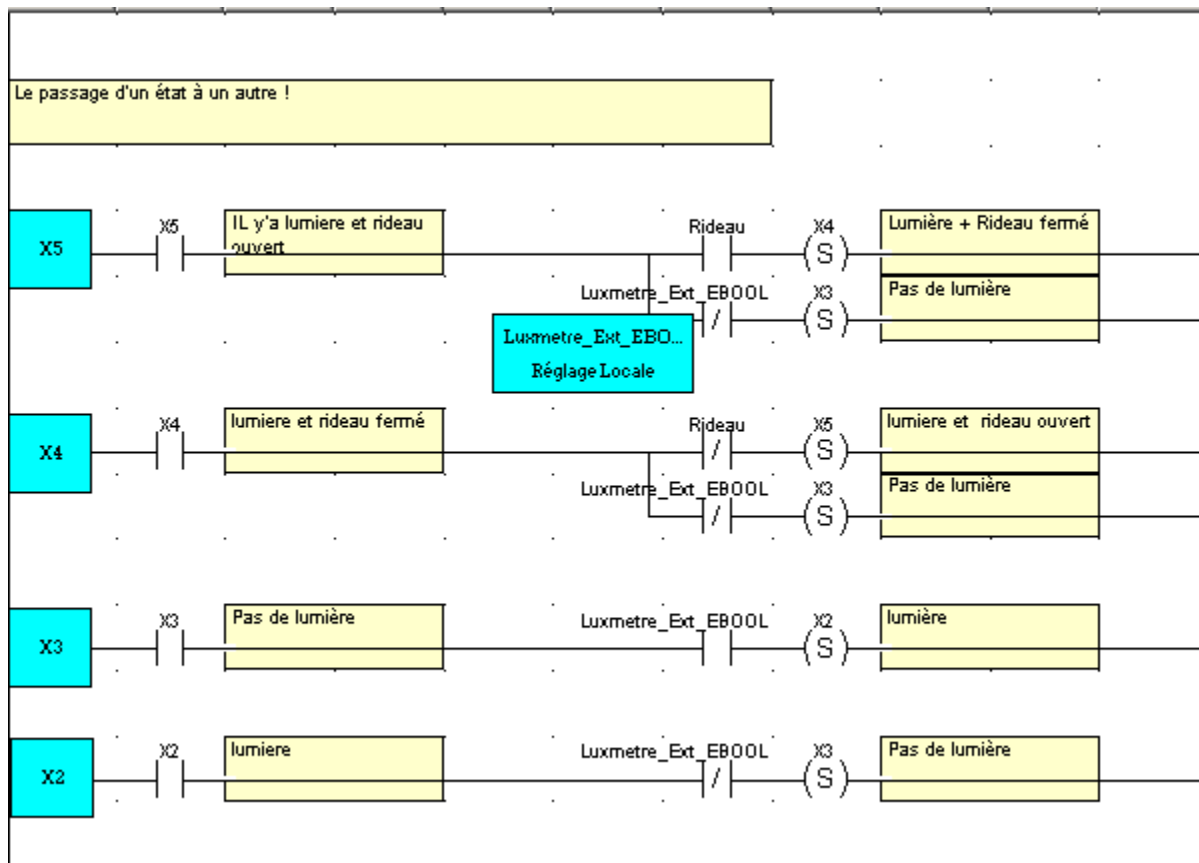 Le passage d'un état à un autre !
X5
X5
IL y'a lumiere et rideau
ouvert
Rideau
X4
S
Lumière + Rideau fermé
Luxmetre_Ext_EBOOL
X3
S
Pas de lumière
Luxmetre_Ext_EBO...
Réglage Locale
X4
X4
lumiere et rideau fermé
Rideau
X5
S
lumiere et rideau ouvert
Luxmetre_Ext_EBOOL
X3
S
Pas de lumière
X3
X3
Pas de lumière
Luxmetre_Ext_EBOOL
X2
S
lumière
X2
X2
lumiere
Luxmetre_Ext_EBOOL
X3
S
Pas de lumière